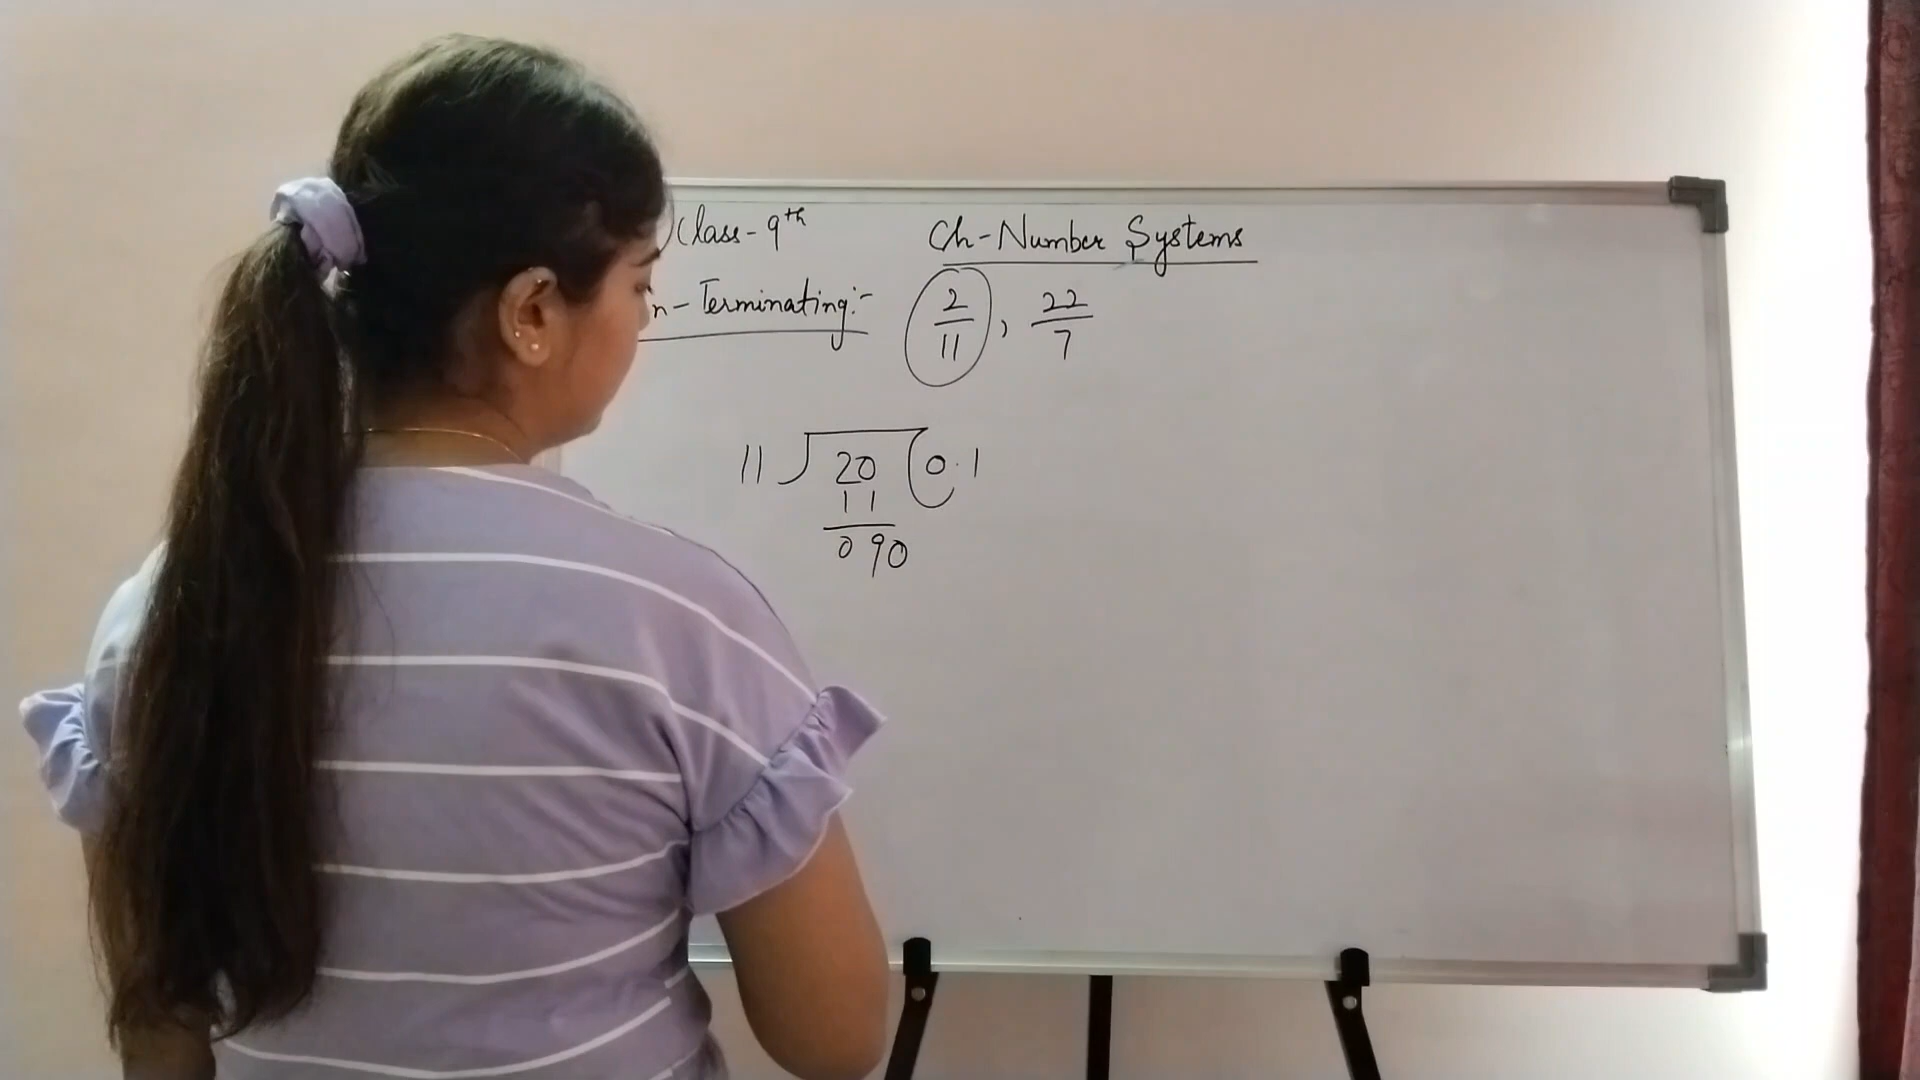 Class-9th Ch-Number Systems
n-Terminating:- 2/11, 22/7
11 20 0.1
11
090